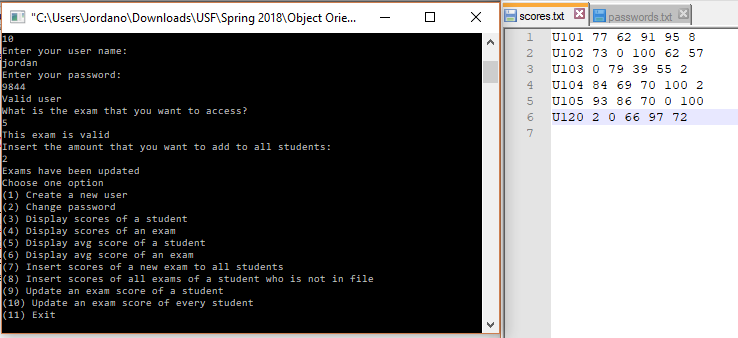 "C:\Users\Jordano\Downloads\USF\Spring 2018\Object Orie...
10
Enter your user name:
jordan
Enter your password:
9844
Valid user
What is the exam that you want to access?
5
This exam is valid
Insert the amount that you want to add to all students:
2
Exams have been updated
Choose one option
(1) Create a new user
(2) Change password
(3) Display scores of a student
(4) Display scores of an exam
(5) Display avg score of a student
(6) Display avg score of an exam
(7) Insert scores of a new exam to all students
(8) Insert scores of all exams of a student who is not in file
(9) Update an exam score of a student
(10) Update an exam score of every student
(11) Exit
scores.txt passwords.txt
1 U101 77 62 91 95 8
2 U102 73 0 100 62 57
3 U103 0 79 39 55 2
4 U104 84 69 70 100 2
5 U105 93 86 70 0 100
6 U120 2 0 66 97 72
7